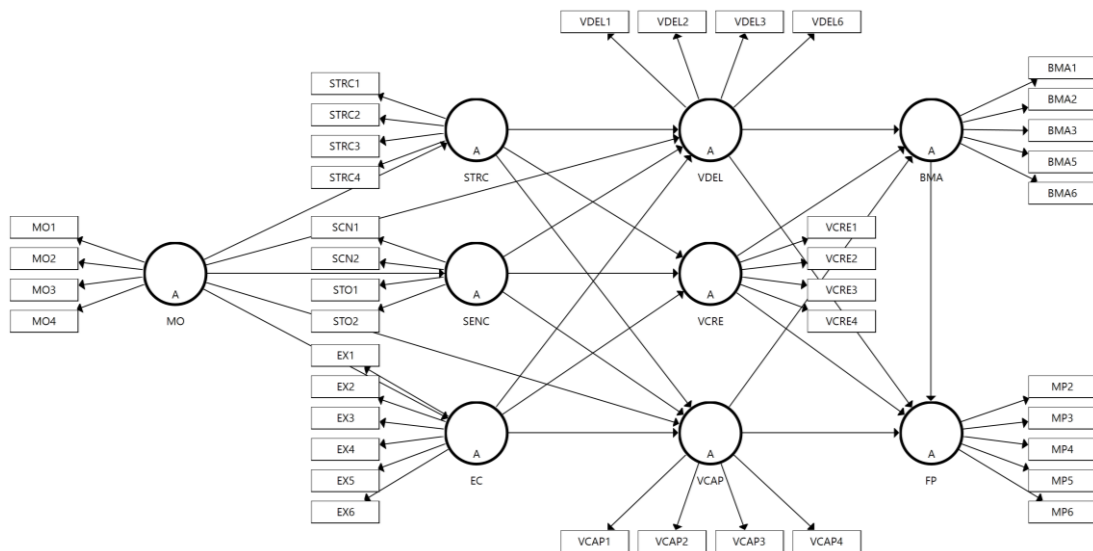 VDEL1
VDEL2
VDEL3
VDEL6
STRC1
STRC2
STRC3
STRC4
A
STRC
A
VDEL
A
BMA
BMA1
BMA2
BMA3
BMA5
BMA6
MO1
MO2
MO3
MO4
A
MO
SCN1
SCN2
STO1
STO2
A
SENC
A
VCRE
VCRE1
VCRE2
VCRE3
VCRE4
EX1
EX2
EX3
EX4
EX5
EX6
A
EC
A
VCAP
A
FP
MP2
MP3
MP4
MP5
MP6
VCAP1
VCAP2
VCAP3
VCAP4